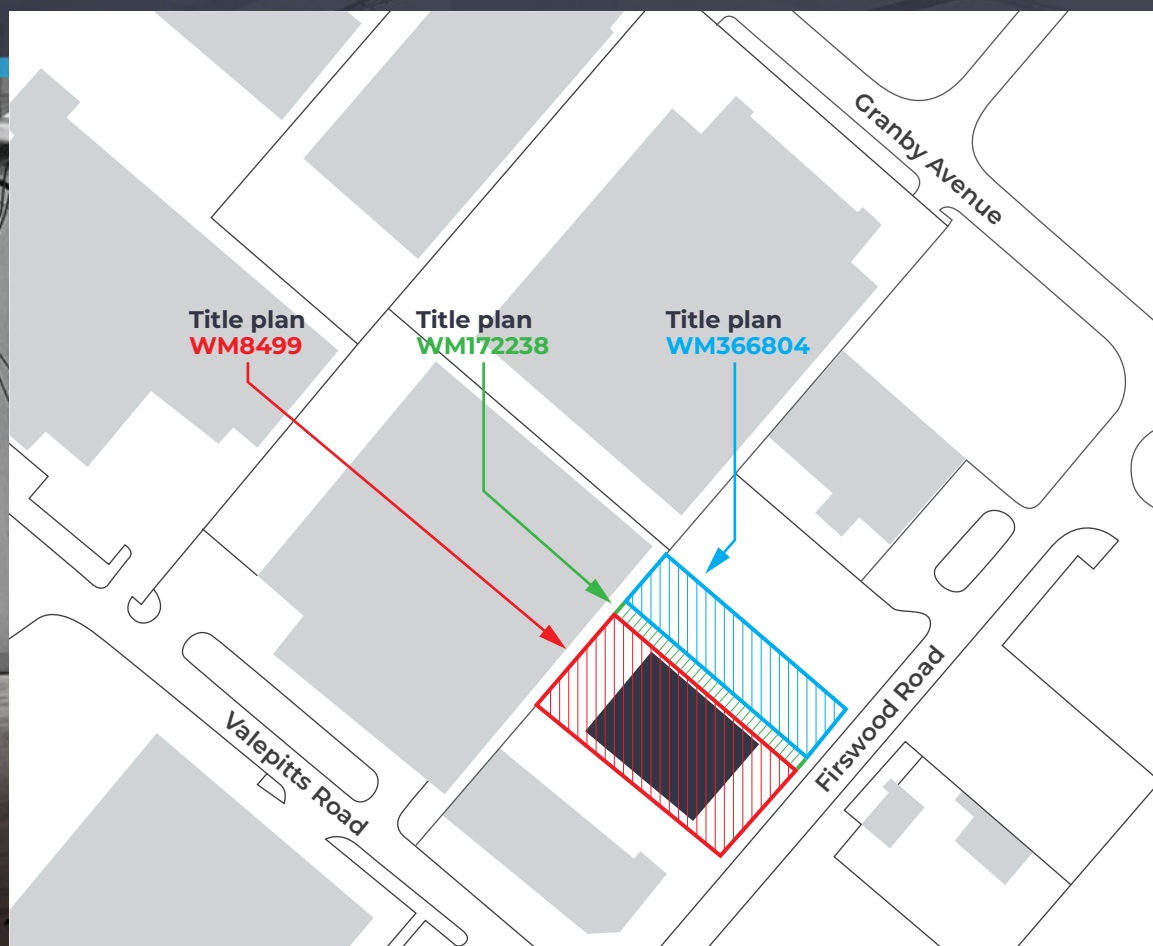 Granby Avenue
Title plan
WM8499
Title plan
WM172238
Title plan
WM366804
Valepitts Road
Firswood Road